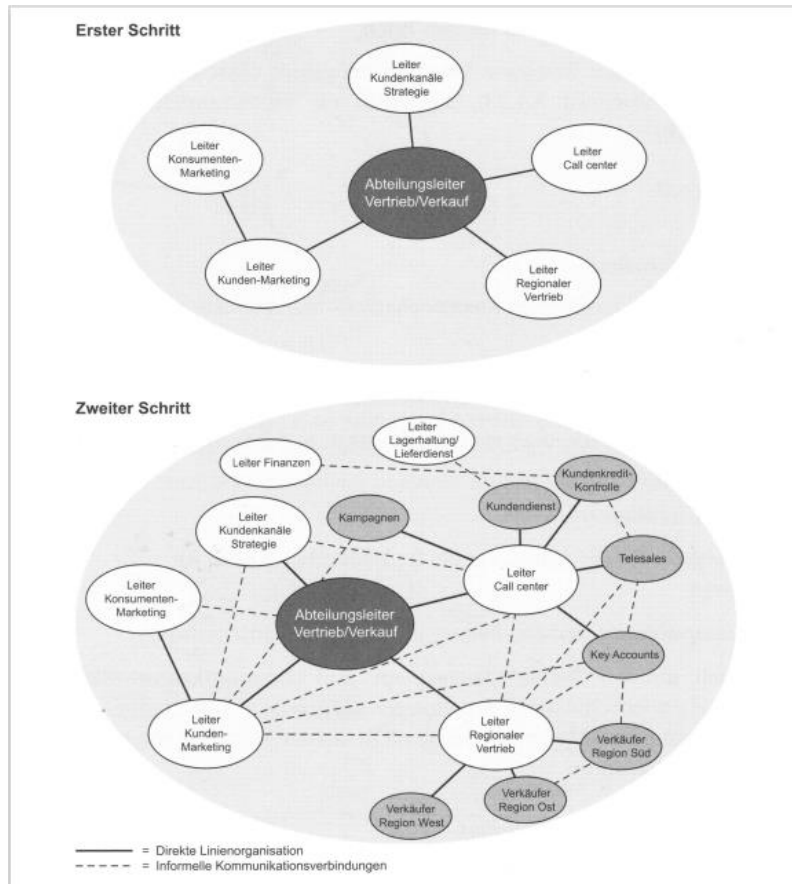 Erster Schritt
Leiter
Kundenkanäle
Strategie
Leiter
Konsumenten-
Marketing
Leiter
Call center
Abteilungsleiter
Vertrieb/Verkauf
Leiter
Kunden-Marketing
Leiter
Regionaler
Vertrieb
Zweiter Schritt
Leiter
Lagerhaltung/
Lieferdienst
Leiter Finanzen
Kundenkredit-
Kontrolle
Kampagnen
Kundendienst
Leiter
Kundenkanäle
Strategie
Telesales
Leiter
Call center
Leiter
Konsumenten-
Marketing
Abteilungsleiter
Vertrieb/Verkauf
Key Accounts
Leiter
Kunden-
Marketing
Leiter
Regionaler
Vertrieb
Verkäufer
Region Süd
Verkäufer
Region Ost
Verkäufer
Region West
= Direkte Linienorganisation
= Informelle Kommunikationsverbindungen